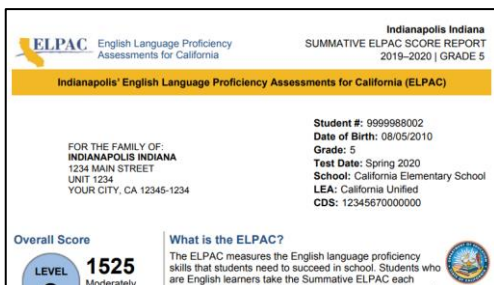 ELPAC English Language Proficiency
Assessments for California
Indianapolis Indiana
SUMMATIVE ELPAC SCORE REPORT
2019–2020 | GRADE 5
Indianapolis' English Language Proficiency Assessments for California (ELPAC)
FOR THE FAMILY OF:
INDIANAPOLIS INDIANA
1234 MAIN STREET
UNIT 1234
YOUR CITY, CA 12345-1234
Student #: 9999988002
Date of Birth: 08/05/2010
Grade: 5
Test Date: Spring 2020
School: California Elementary School
LEA: California Unified
CDS: 12345670000000
Overall Score
LEVEL
1525
Moderately
What is the ELPAC?
The ELPAC measures the English language proficiency
skills that students need to succeed in school. Students who
are English learners take the Summative ELPAC each